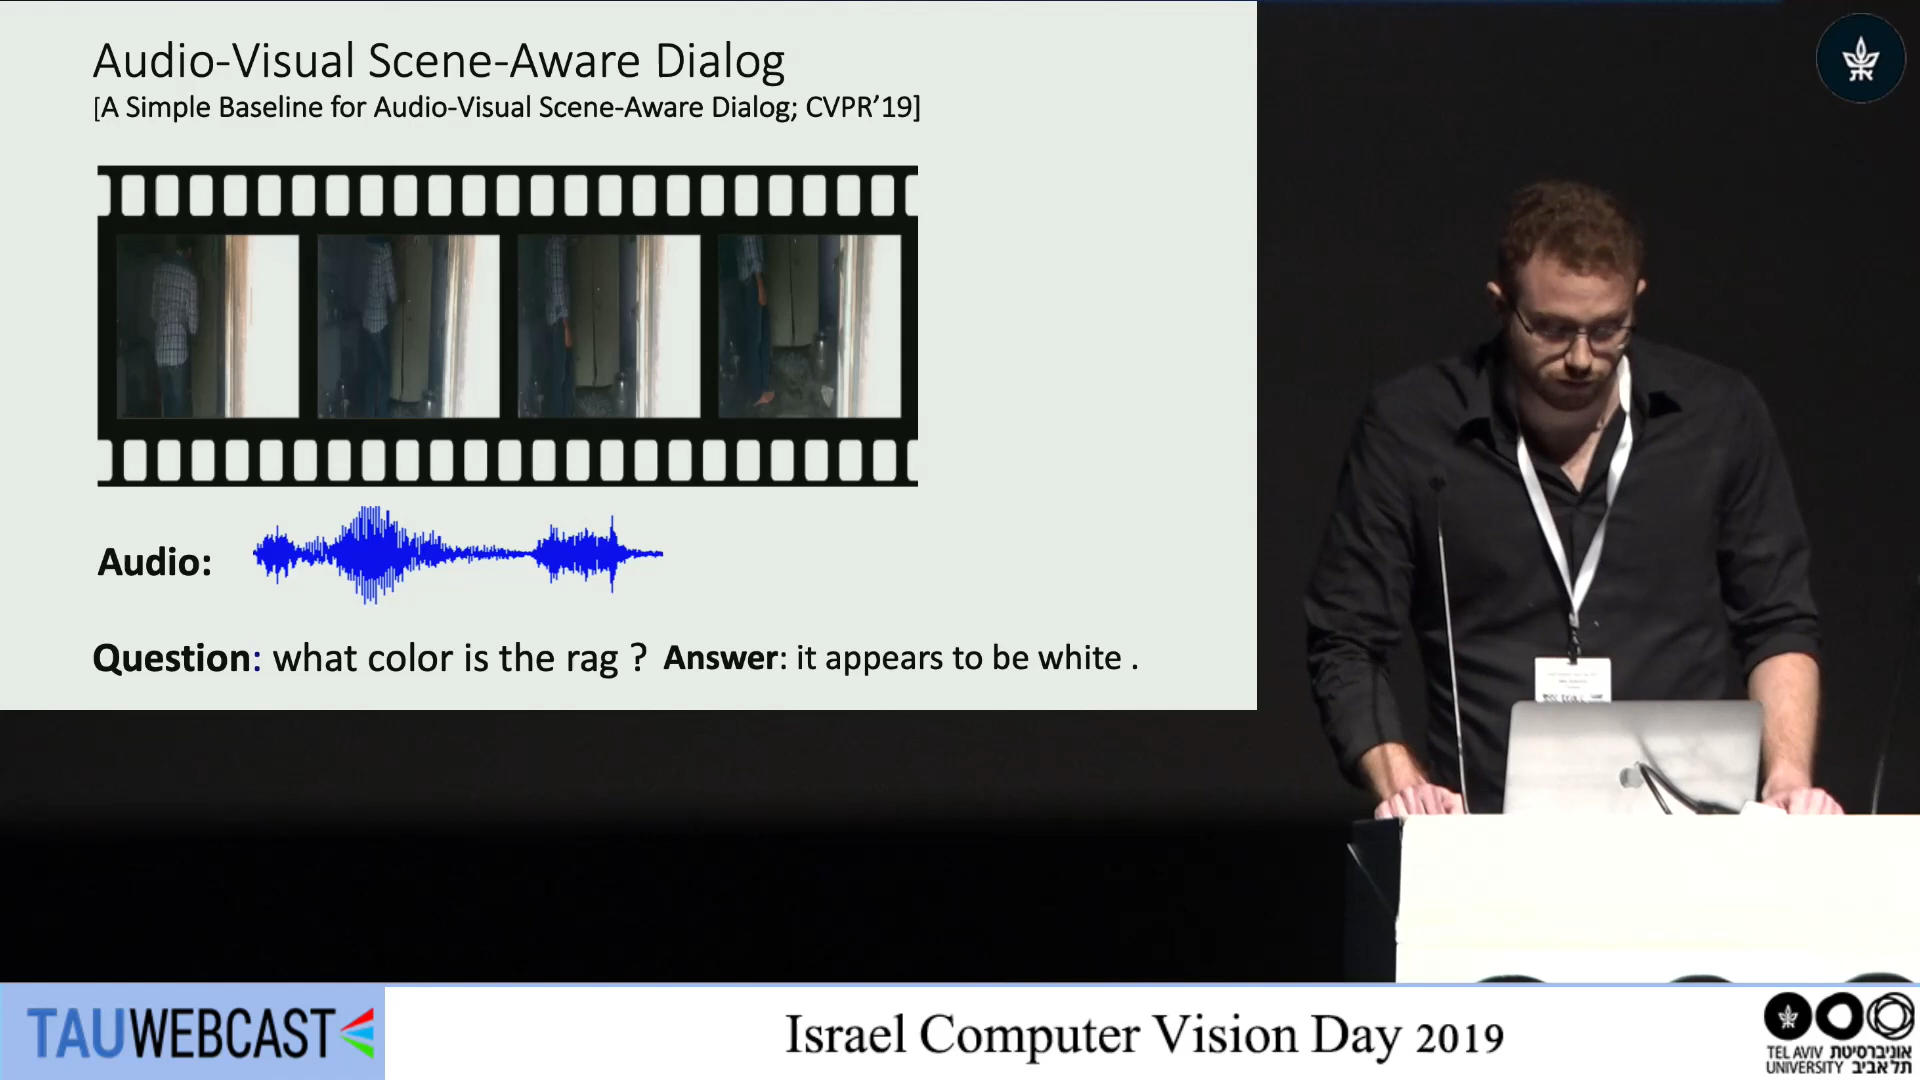 Audio-Visual Scene-Aware Dialog
[A Simple Baseline for Audio-Visual Scene-Aware Dialog; CVPR’19]
Audio:
Question: what color is the rag ? Answer: it appears to be white .
TAUWEBCAST
Israel Computer Vision Day 2019
TEL AVIV אוניברסיטת
UNIVERSITY תל אביב